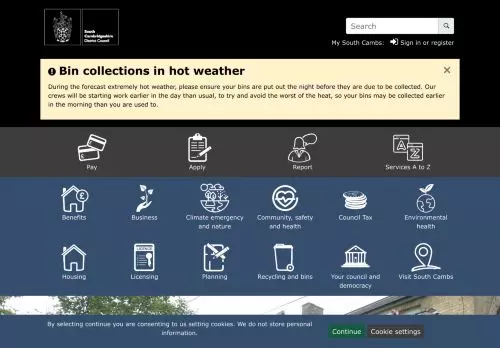 South
Cambridgeshire
District Council
Search
My South Cambs: Sign in or register
Bin collections in hot weather
×
During the forecast extremely hot weather, please ensure your bins are put out the night before they are due to be collected. Our
crews will be starting work earlier in the day than usual, to try and avoid the worst of the heat, so your bins may be collected earlier
in the morning than you are used to.
Pay
Apply
Report
Services A to Z
Benefits
Business
Climate emergency
and nature
Community, safety
and health
Council Tax
Environmental
health
Housing
Licensing
Planning
Recycling and bins
Your council and
democracy
Visit South Cambs
By selecting continue you are consenting to us setting cookies. We do not store personal
information.
Continue
Cookie settings